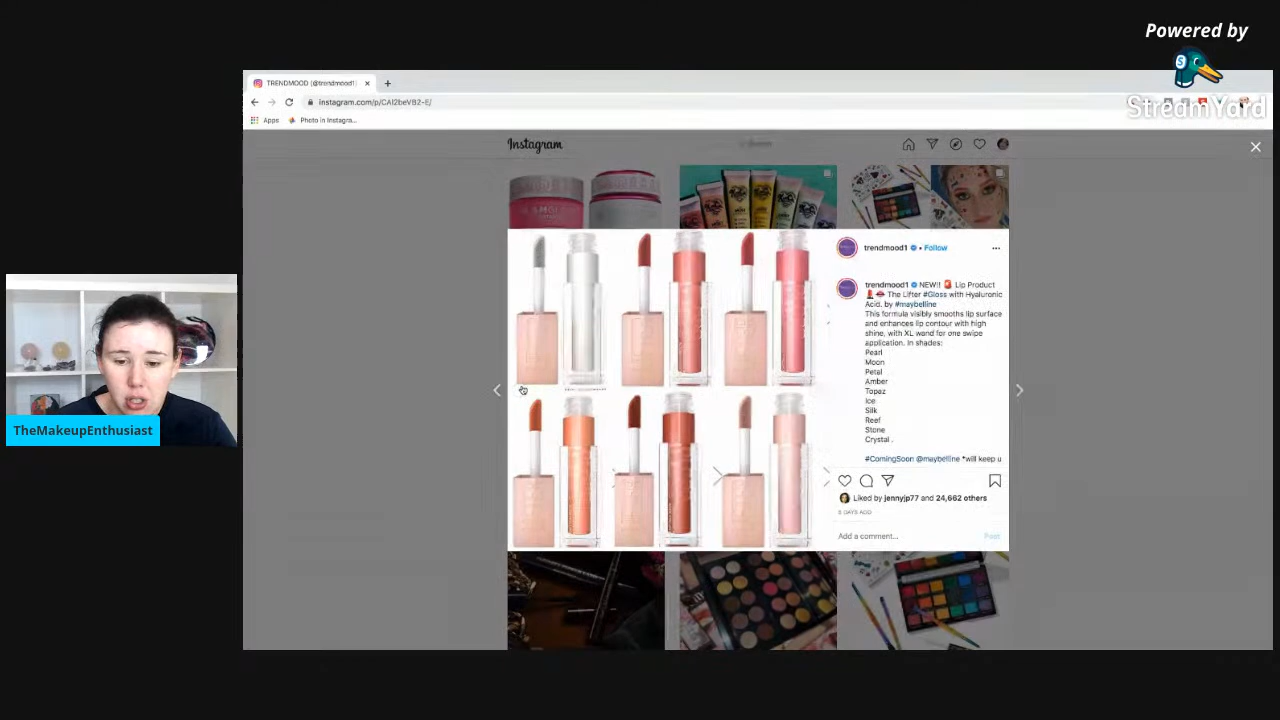 Powered by
StreamYard
TRENDMOOD (@trendmood1)
instagram.com/p/CAl2beVB2-E/
Apps
Photo in Instagra...
Instagram
trendmood1 • Follow
trendmood1 NEW!! 🚨 Lip Product
💄👄 The Lifter #Gloss with Hyaluronic
Acid, by #maybelline
This formula visibly smooths lip surface
and enhances lip contour with high
shine, with XL wand for one swipe
application. In shades:
Pearl
Moon
Petal
Amber
Topaz
Ice
Silk
Reef
Stone
Crystal .
#ComingSoon @maybelline *will keep u
Liked by jennyjp77 and 24,662 others
Add a comment...
Post
TheMakeupEnthusiast